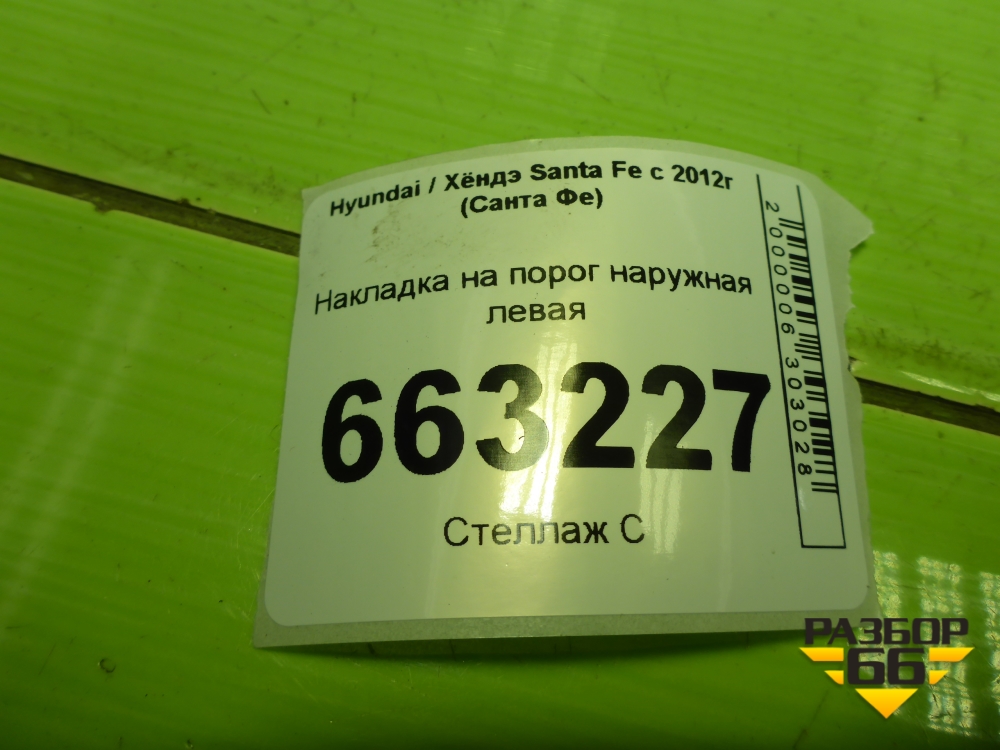 Hyundai / Хёндэ Santa Fe с 2012г
(Санта Фе)
Накладка на порог наружная
левая
663227
Стеллаж С
2000006303028
РАЗБОР
66